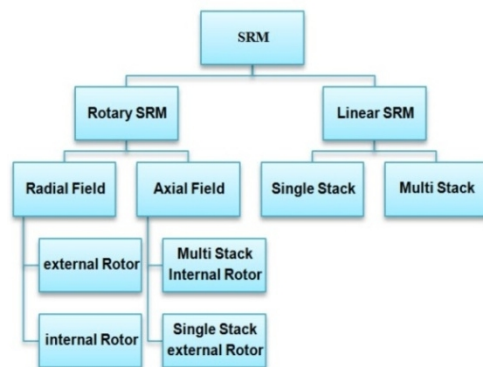 SRM
Rotary SRM
Linear SRM
Radial Field
Axial Field
Single Stack
Multi Stack
external Rotor
Multi Stack
Internal Rotor
internal Rotor
Single Stack
external Rotor